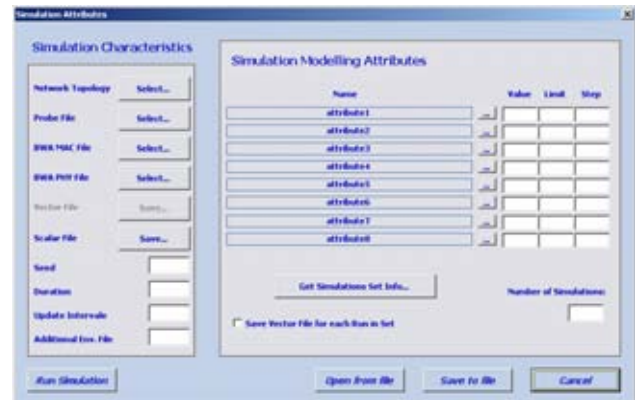 Simulation Attributes
Simulation Characteristics
Network Topology Select...
Probe File Select...
BWA MAC File Select...
BWA PHY File Select...
Vector File Save...
Scalar File Save...
Seed
Duration
Update Intervals
Additional Env. File
Run Simulation
Simulation Modelling Attributes
Name Value Limit Step
attribute1 ...
attribute2 ...
attribute3 ...
attribute4 ...
attribute5 ...
attribute6 ...
attribute7 ...
attribute8 ...
Get Simulations Set Info...
Number of Simulations:
Save Vector File for each Run in Set
Open from file Save to file Cancel